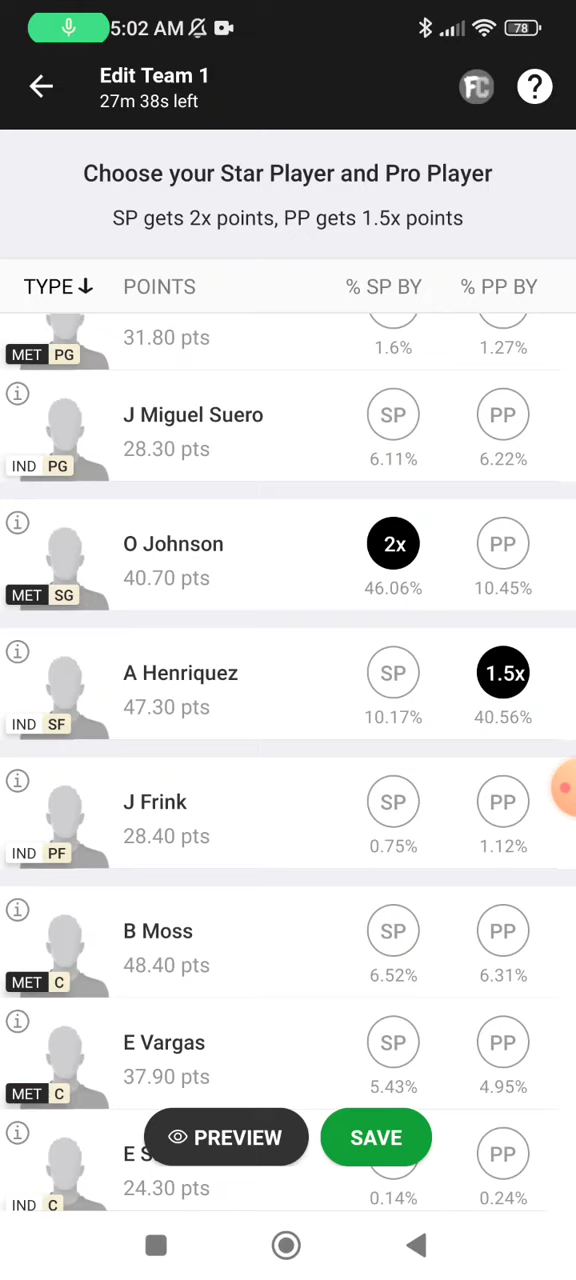 5:02 AM
78
Edit Team 1
27m 38s left
FC
?
Choose your Star Player and Pro Player
SP gets 2x points, PP gets 1.5x points
TYPE POINTS % SP BY % PP BY
31.80 pts
MET PG
1.6% 1.27%
J Miguel Suero
SP PP
28.30 pts
IND PG
6.11% 6.22%
O Johnson
2x PP
40.70 pts
MET SG
46.06% 10.45%
A Henriquez
SP 1.5x
47.30 pts
IND SF
10.17% 40.56%
J Frink
SP PP
28.40 pts
IND PF
0.75% 1.12%
B Moss
SP PP
48.40 pts
MET C
6.52% 6.31%
E Vargas
SP PP
37.90 pts
MET C
5.43% 4.95%
PREVIEW SAVE
E PP
24.30 pts
IND C
0.14% 0.24%